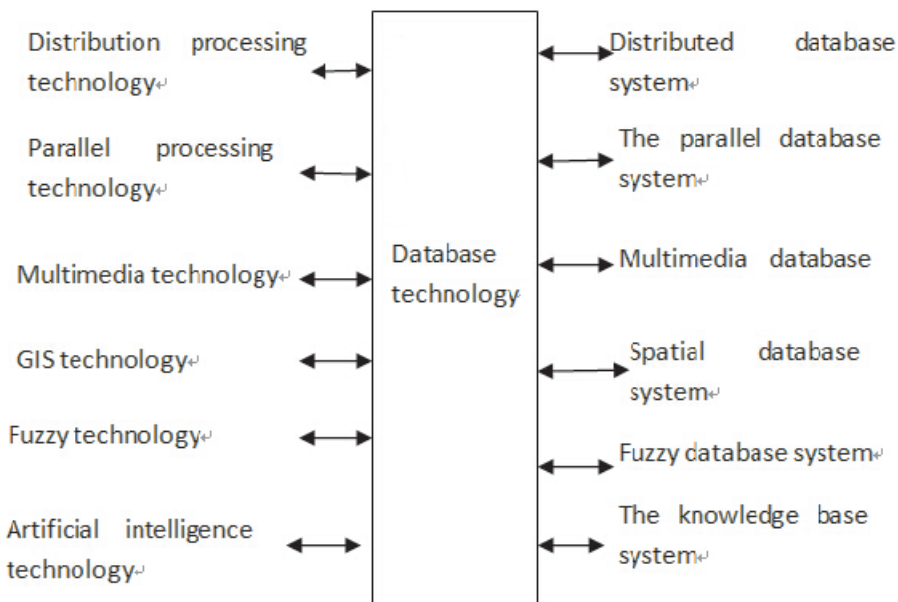 Distribution processing
technology
Parallel processing
technology
Multimedia technology
GIS technology
Fuzzy technology
Artificial intelligence
technology
Database
technology
Distributed database
system
The parallel database
system
Multimedia database
Spatial database
system
Fuzzy database system
The knowledge base
system